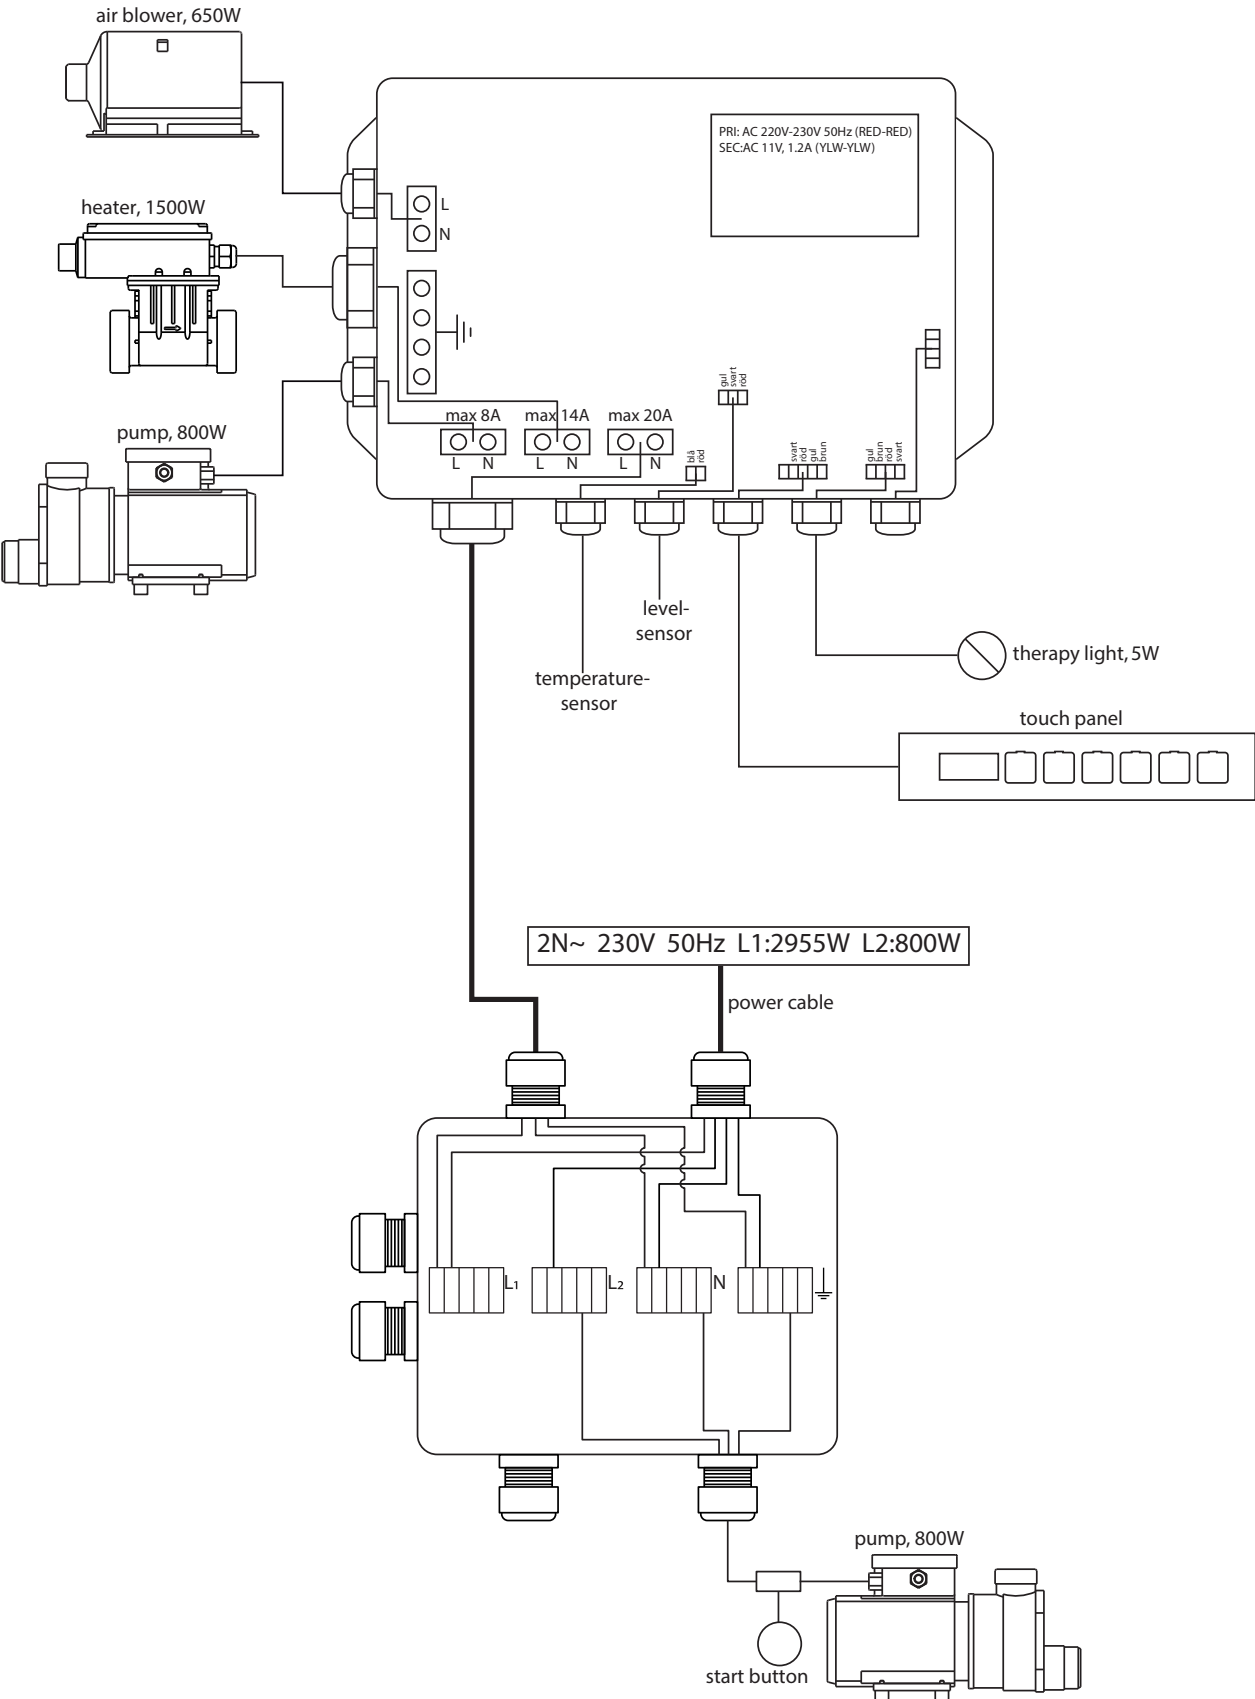 air blower, 650W
PRI: AC 220V-230V 50Hz (RED-RED)
SEC:AC 11V, 1.2A (YLW-YLW)
heater, 1500W
L
N
pump, 800W
max 8A
max 14A
max 20A
L N
L N
L N
blå
röd
gul
svart
röd
svart
röd
gul
brun
gul
brun
röd
svart
level-
sensor
temperature-
sensor
therapy light, 5W
touch panel
2N~ 230V 50Hz L1:2955W L2:800W
power cable
L₁
L₂
N
pump, 800W
start button